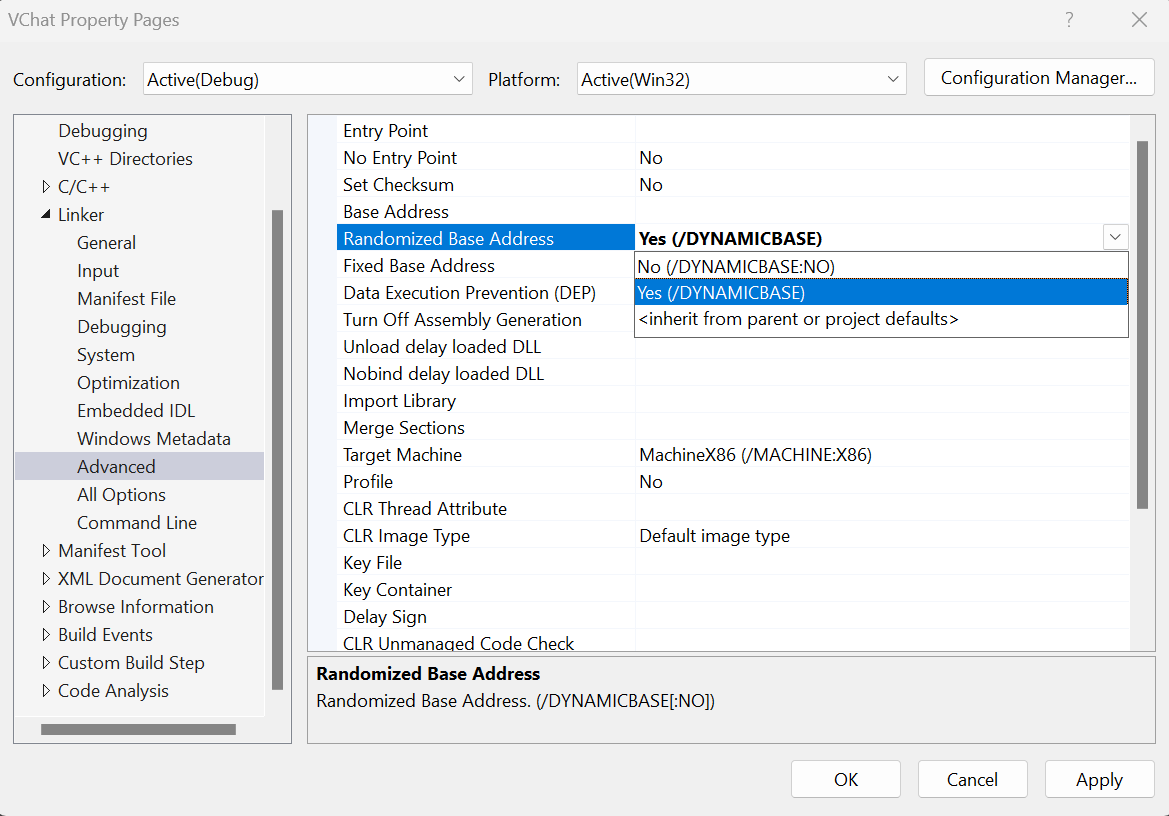 VChat Property Pages
?
Configuration: Active(Debug) Platform: Active(Win32) Configuration Manager...
Debugging
VC++ Directories
C/C++
Linker
General
Input
Manifest File
Debugging
System
Optimization
Embedded IDL
Windows Metadata
Advanced
All Options
Command Line
Manifest Tool
XML Document Generator
Browse Information
Build Events
Custom Build Step
Code Analysis
Entry Point
No Entry Point No
Set Checksum No
Base Address
Randomized Base Address Yes (/DYNAMICBASE)
Fixed Base Address No (/DYNAMICBASE:NO)
Data Execution Prevention (DEP) Yes (/DYNAMICBASE)
Turn Off Assembly Generation <inherit from parent or project defaults>
Unload delay loaded DLL
Nobind delay loaded DLL
Import Library
Merge Sections
Target Machine MachineX86 (/MACHINE:X86)
Profile No
CLR Thread Attribute
CLR Image Type Default image type
Key File
Key Container
Delay Sign
CLR Unmanaged Code Check
Randomized Base Address
Randomized Base Address. (/DYNAMICBASE[:NO])
OK Cancel Apply